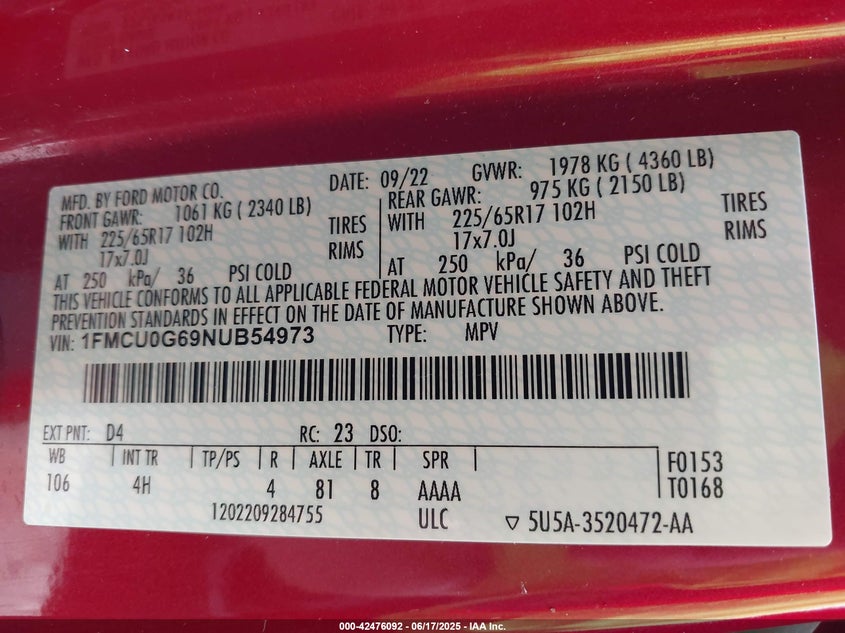 MFD. BY FORD MOTOR CO. DATE: 09/22 GVWR: 1978 KG ( 4360 LB)
FRONT GAWR: 1061 KG ( 2340 LB) REAR GAWR: 975 KG ( 2150 LB)
WITH 225/65R17 102H TIRES WITH 225/65R17 102H TIRES
17x7.0J RIMS 17x7.0J RIMS
AT 250 kPa/ 36 PSI COLD AT 250 kPa/ 36 PSI COLD
THIS VEHICLE CONFORMS TO ALL APPLICABLE FEDERAL MOTOR VEHICLE SAFETY AND THEFT
PREVENTION STANDARDS IN EFFECT ON THE DATE OF MANUFACTURE SHOWN ABOVE.
VIN: 1FMCU0G69NUB54973 TYPE: MPV
EXT PNT: D4 RC: 23 DSO:
WB INT TR TP/PS R AXLE TR SPR F0153
106 4H 4 81 8 AAAA T0168
1202209284755 ULC ▽ 5U5A-3520472-AA
000-42476092 - 06/17/2025 - IAA Inc.